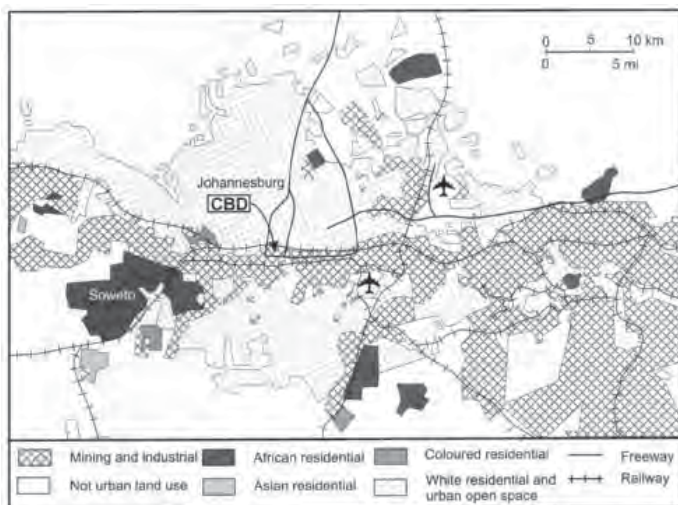 0 5 10 km
0 5 mi
Johannesburg
CBD
Soweto
Mining and industrial
African residential
Coloured residential
Freeway
Not urban land use
Asian residential
White residential and
urban open space
Railway